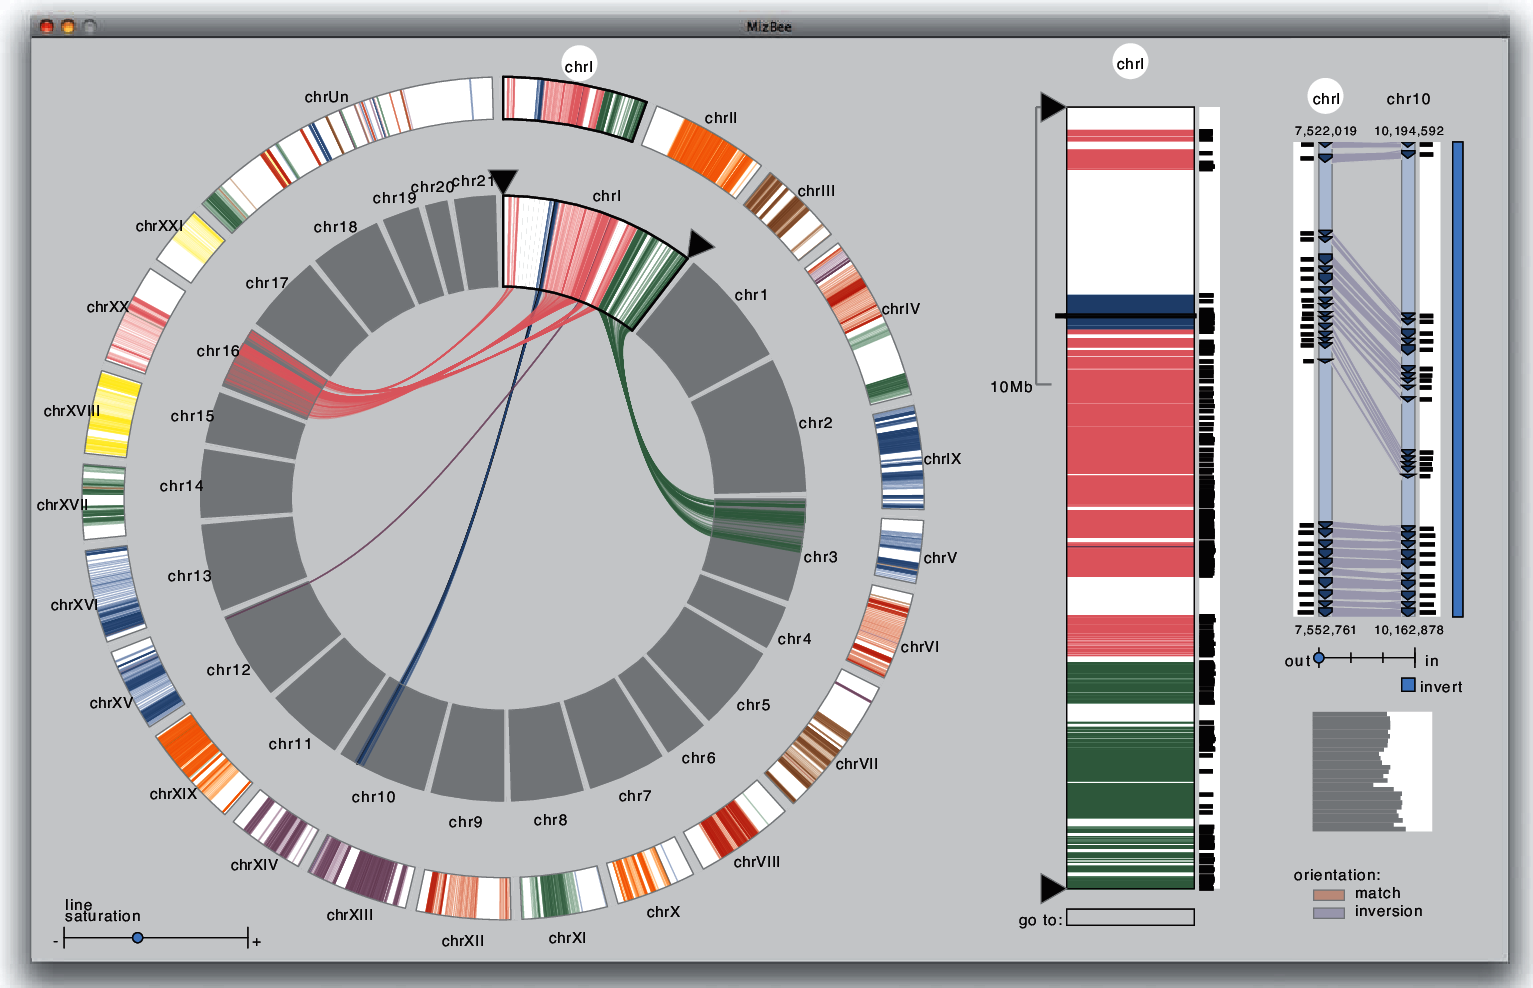 MizBee
chrI
chrUn
chrII
chrIII
chrIV
chrIX
chrV
chrVI
chrVII
chrVIII
chrX
chrXI
chrXII
chrXIII
chrXIV
chrXIX
chrXV
chrXVI
chrXVII
chrXVIII
chrXX
chrXXI
chrI
chr1
chr2
chr3
chr4
chr5
chr6
chr7
chr8
chr9
chr10
chr11
chr12
chr13
chr14
chr15
chr16
chr17
chr18
chr19
chr20
chr21
line
saturation
- +
chrI
10Mb
go to:
chrI chr10
7,522,019 10,194,592
7,552,761 10,162,878
out in
invert
orientation:
match
inversion